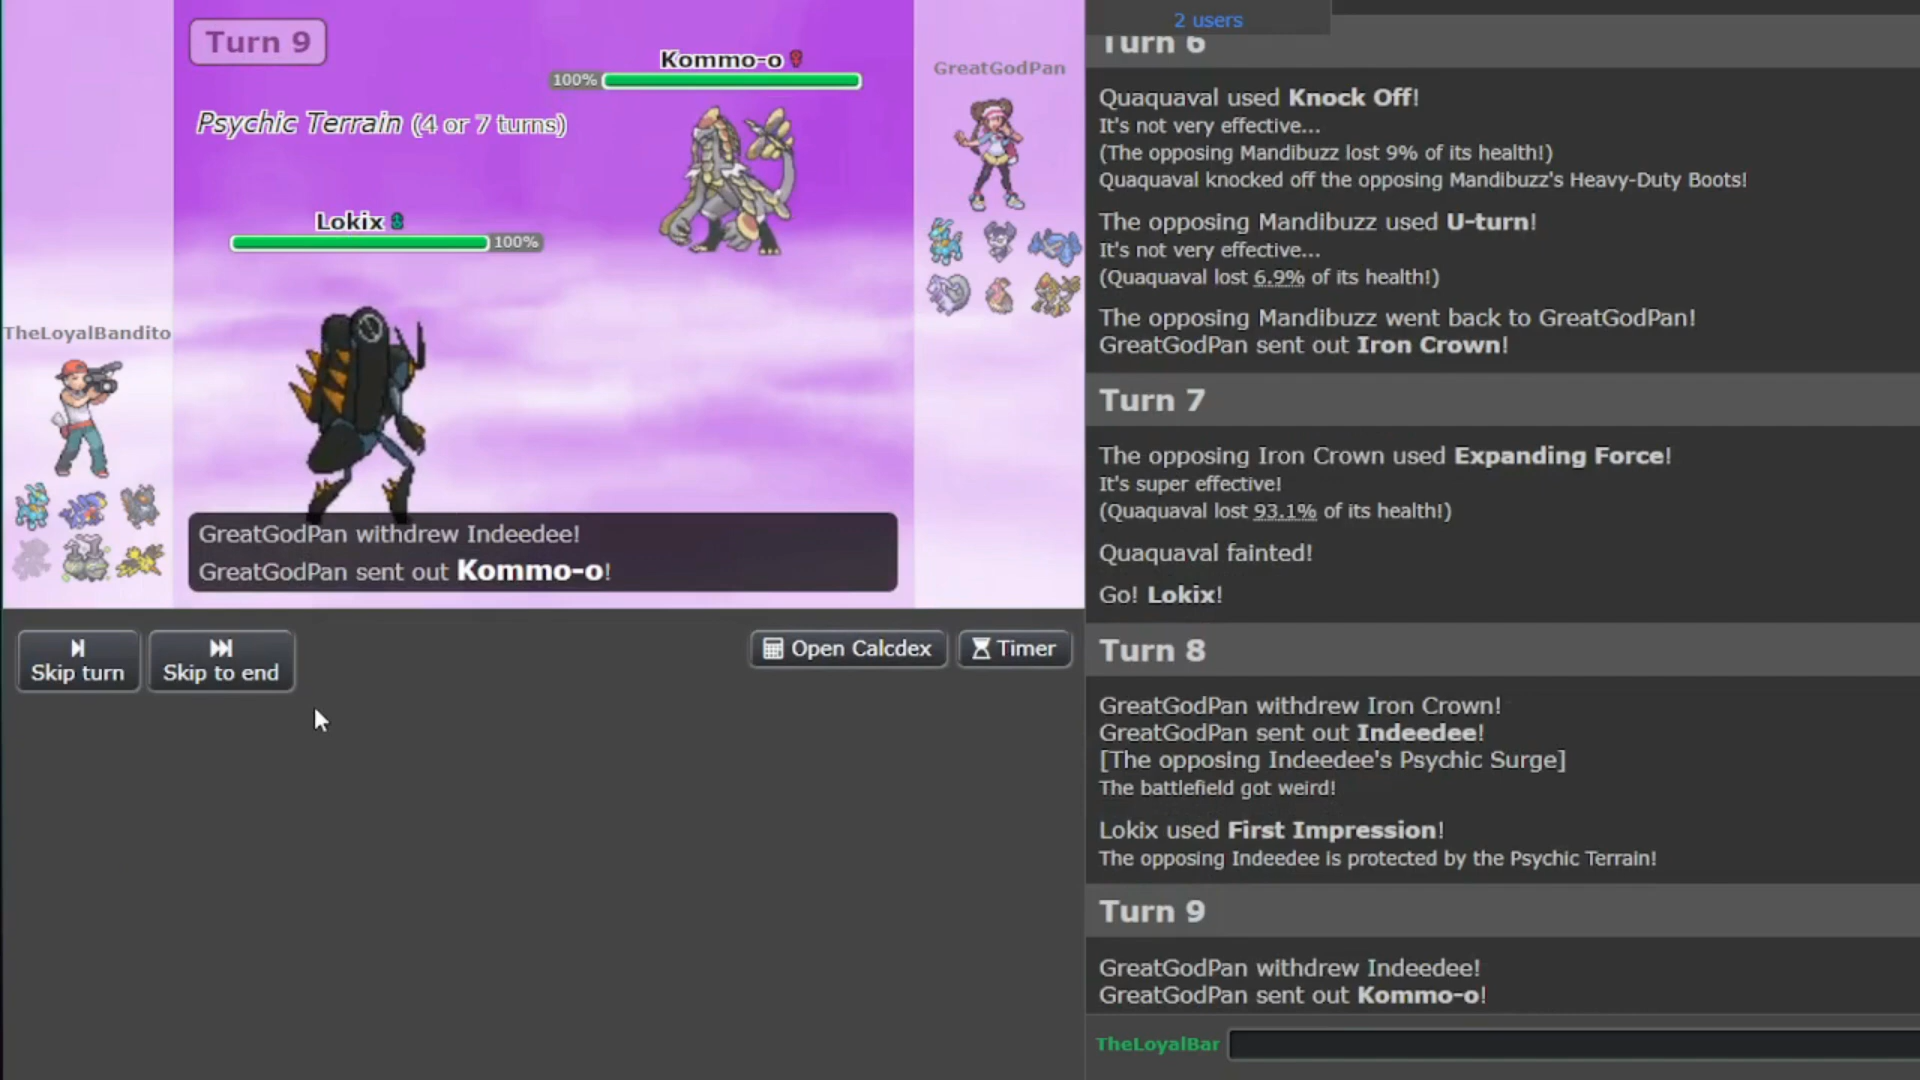 Turn 9
Kommo-o
100%
Psychic Terrain (4 or 7 turns)
Lokix
100%
GreatGodPan
TheLoyalBandito
GreatGodPan withdrew Indeedee!
GreatGodPan sent out Kommo-o!
Skip turn
Skip to end
Open Calcdex
Timer
2 users
Turn 6
Quaquaval used Knock Off!
It's not very effective...
(The opposing Mandibuzz lost 9% of its health!)
Quaquaval knocked off the opposing Mandibuzz's Heavy-Duty Boots!
The opposing Mandibuzz used U-turn!
It's not very effective...
(Quaquaval lost 6.9% of its health!)
The opposing Mandibuzz went back to GreatGodPan!
GreatGodPan sent out Iron Crown!
Turn 7
The opposing Iron Crown used Expanding Force!
It's super effective!
(Quaquaval lost 93.1% of its health!)
Quaquaval fainted!
Go! Lokix!
Turn 8
GreatGodPan withdrew Iron Crown!
GreatGodPan sent out Indeedee!
[The opposing Indeedee's Psychic Surge]
The battlefield got weird!
Lokix used First Impression!
The opposing Indeedee is protected by the Psychic Terrain!
Turn 9
GreatGodPan withdrew Indeedee!
GreatGodPan sent out Kommo-o!
TheLoyalBar